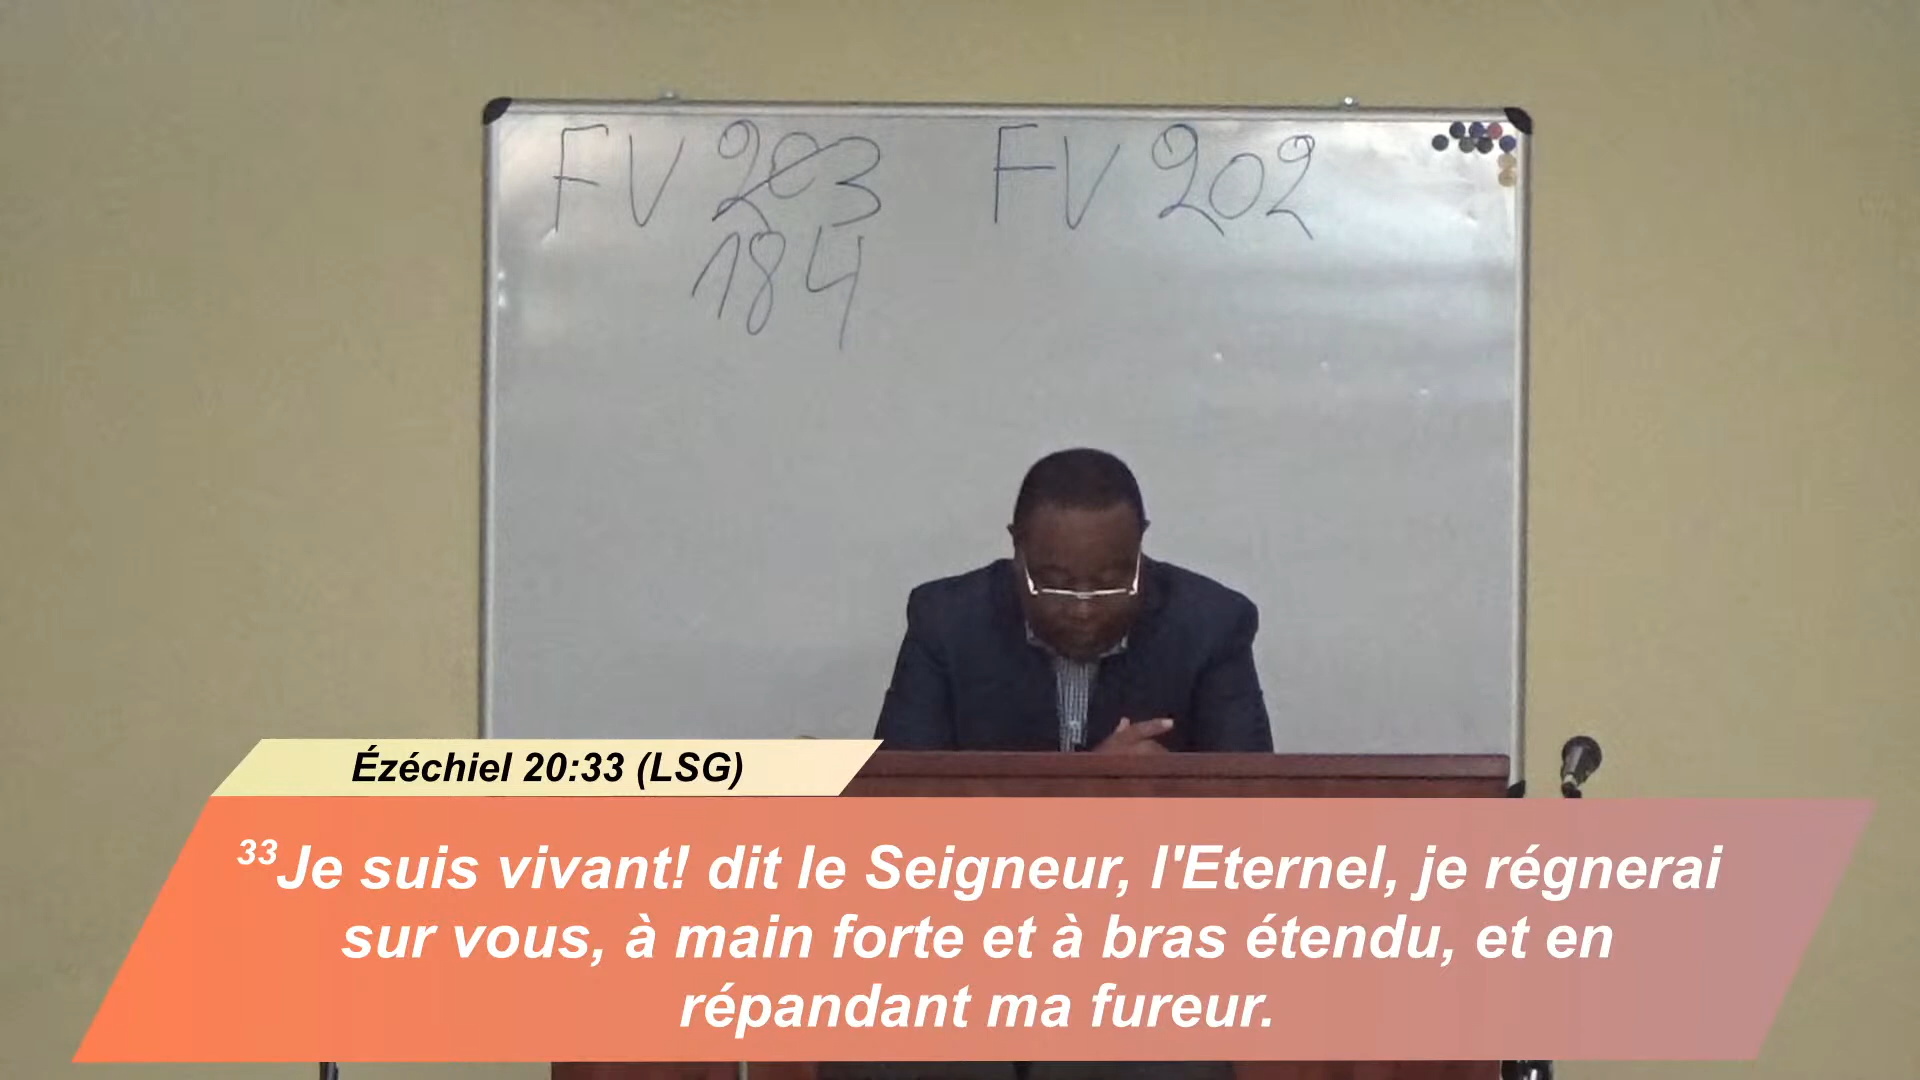 FV 203 FV 202
184
Ézéchiel 20:33 (LSG)
33Je suis vivant! dit le Seigneur, l'Eternel, je régnerai
sur vous, à main forte et à bras étendu, et en
répandant ma fureur.